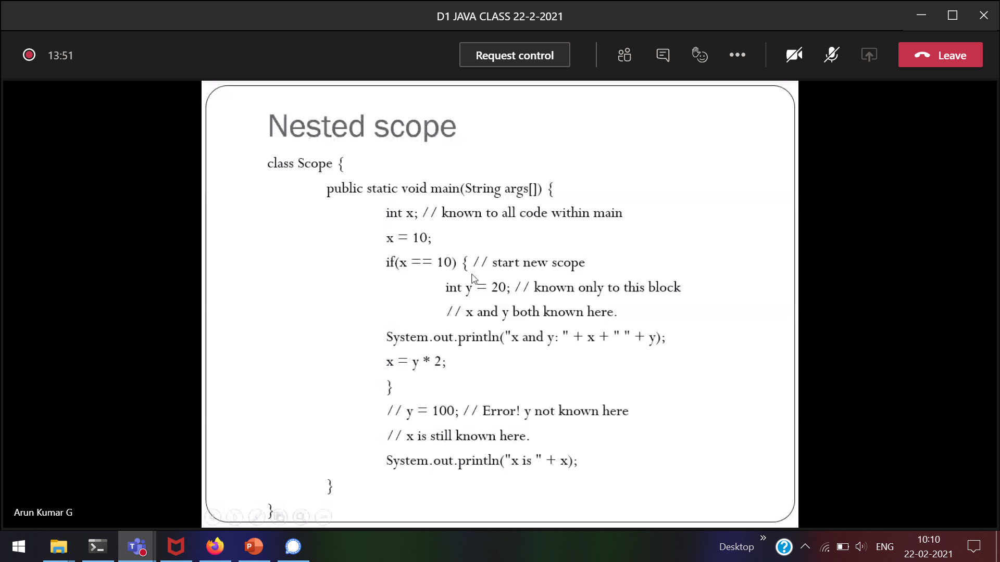 D1 JAVA CLASS 22-2-2021
13:51
Request control
Leave
Nested scope
class Scope {
public static void main(String args[]) {
int x; // known to all code within main
x = 10;
if(x == 10) { // start new scope
int y = 20; // known only to this block
// x and y both known here.
System.out.println("x and y: " + x + " " + y);
x = y * 2;
}
// y = 100; // Error! y not known here
// x is still known here.
System.out.println("x is " + x);
}
}
Arun Kumar G
Desktop
ENG
10:10
22-02-2021